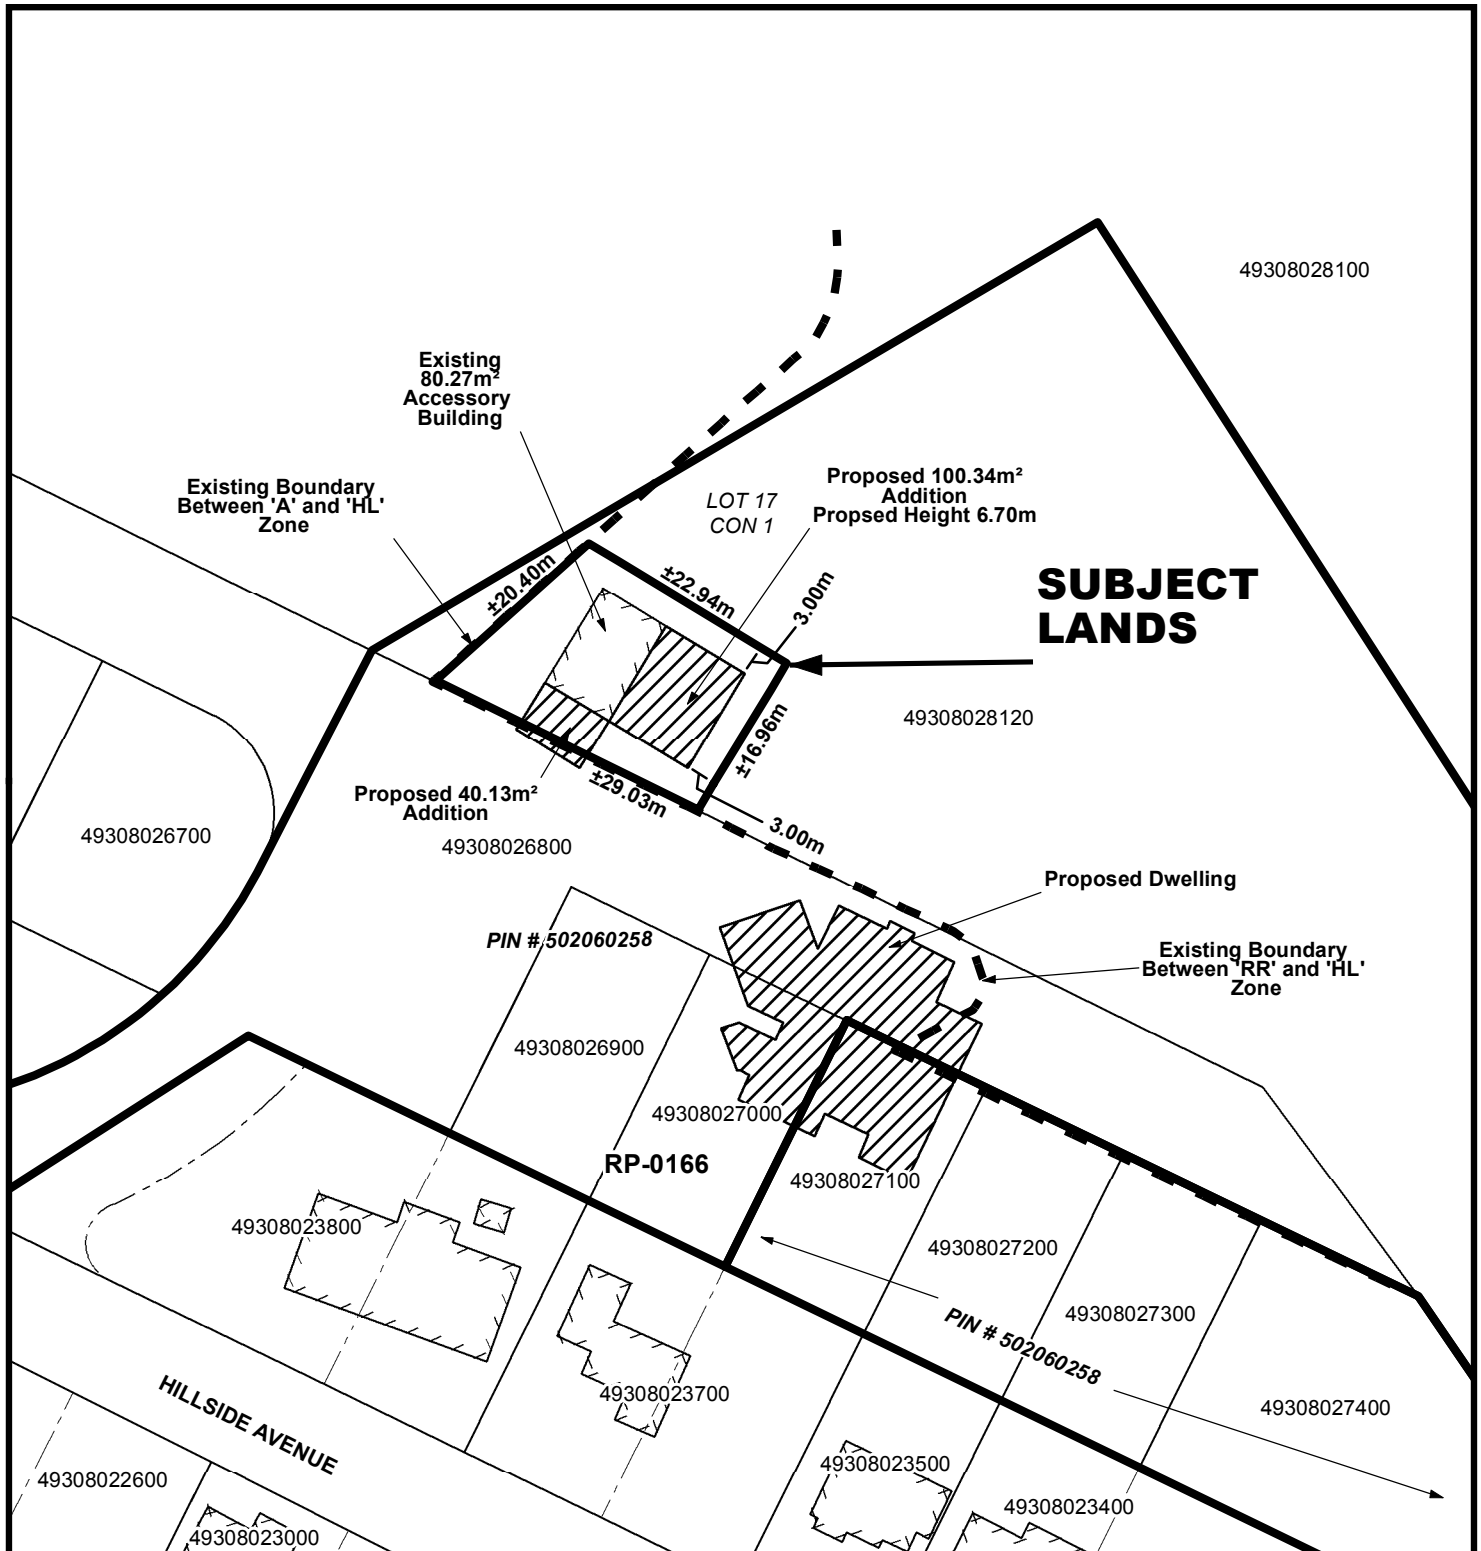 49308028100
Existing
80.27m²
Accessory
Building
Existing Boundary
Between 'A' and 'HL'
Zone
LOT 17
CON 1
Proposed 100.34m²
Addition
Propsed Height 6.70m
±20.40m
±22.94m
3.00m
SUBJECT
LANDS
49308028120
±16.96m
±29.03m
Proposed 40.13m²
Addition
3.00m
49308026700
49308026800
Proposed Dwelling
PIN # 502060258
Existing Boundary
Between 'RR' and 'HL'
Zone
49308026900
49308027000
RP-0166
49308027100
49308023800
49308027200
49308027300
PIN # 502060258
49308023700
49308027400
HILLSIDE AVENUE
49308023500
49308022600
49308023400
49308023000